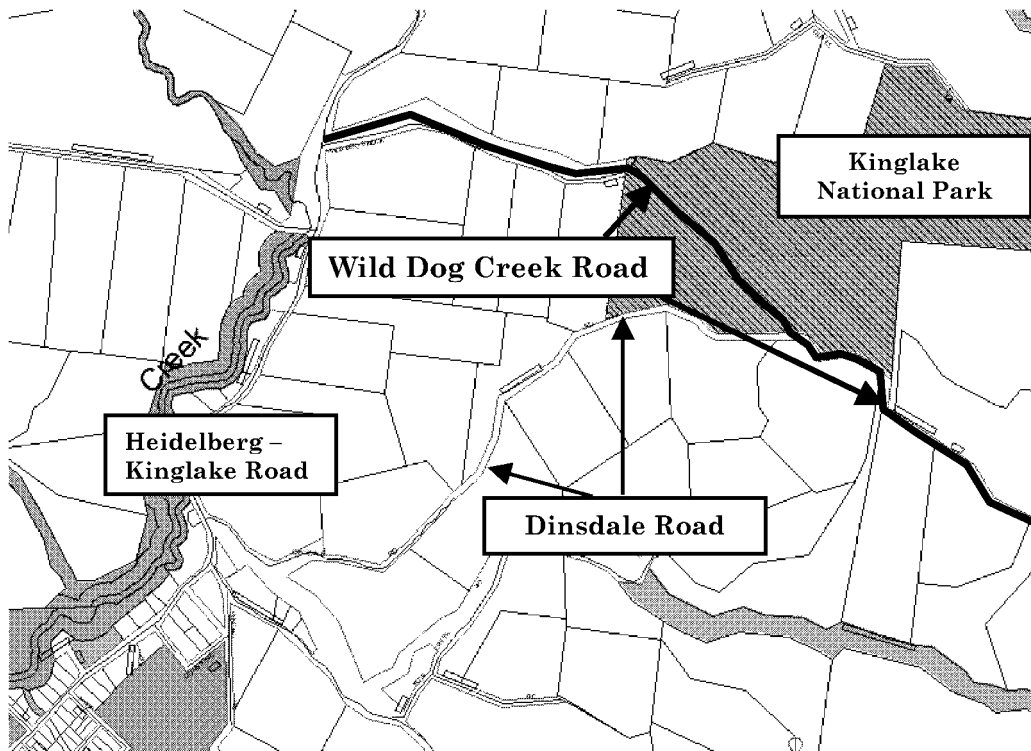 Kinglake
National Park
Wild Dog Creek Road
Creek
Heidelberg –
Kinglake Road
Dinsdale Road